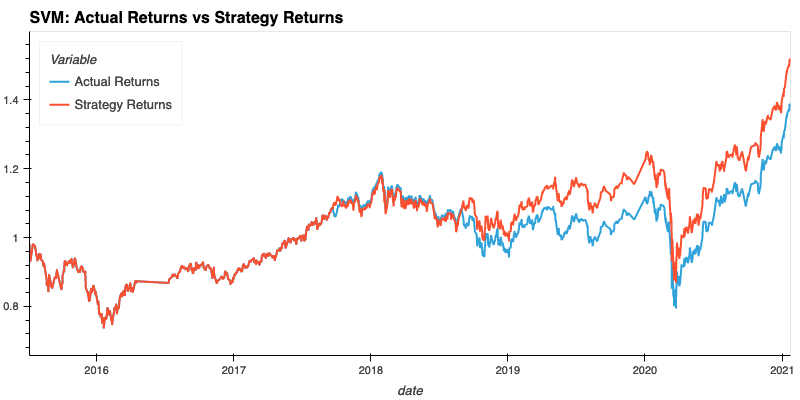 SVM: Actual Returns vs Strategy Returns
Variable
Actual Returns
Strategy Returns
1.4
1.2
1
0.8
2016 2017 2018 2019 2020 2021
date